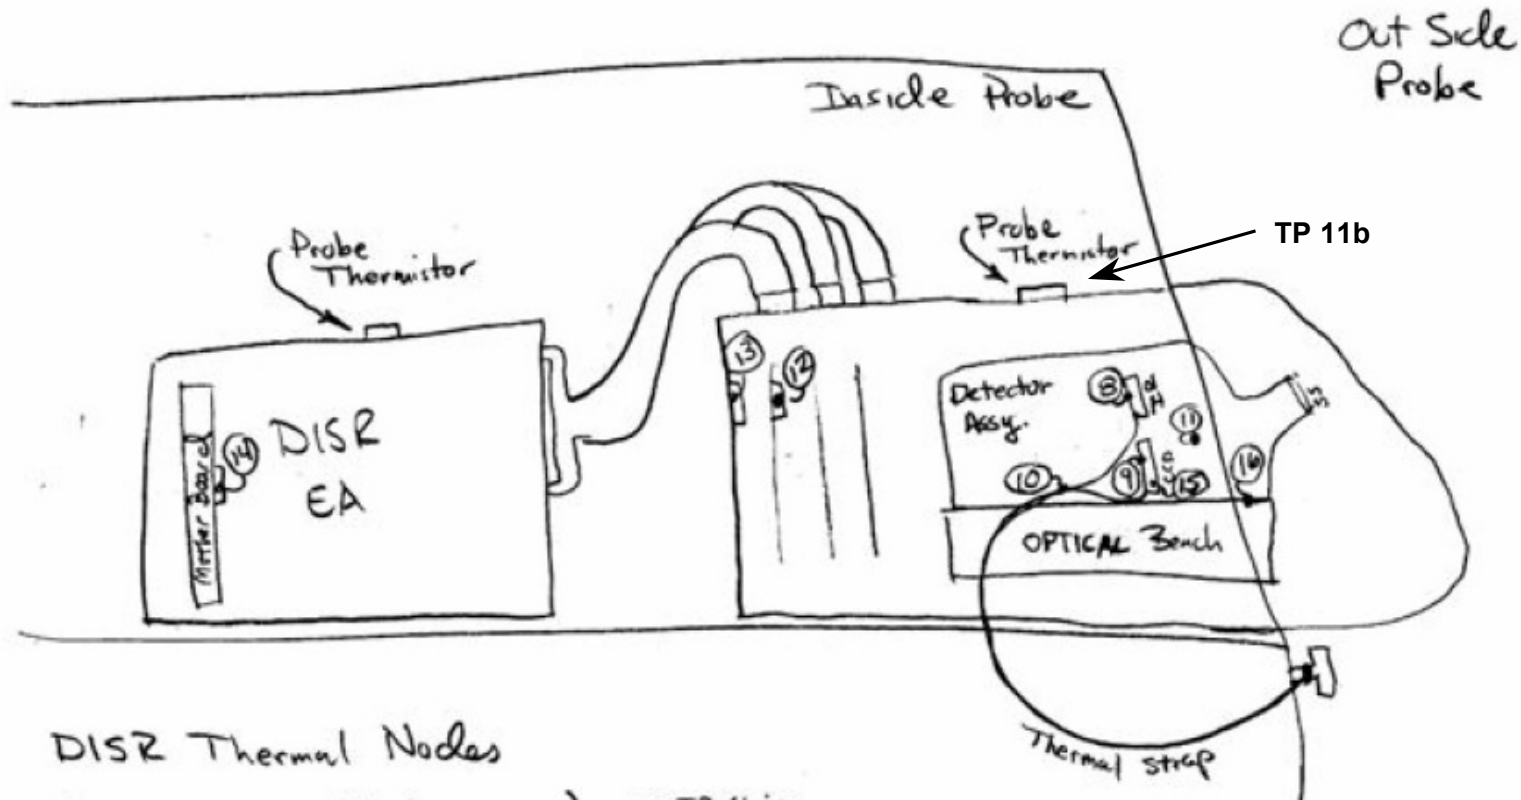 Out Side
Probe
Inside Probe
Probe
Thermistor
Probe
Thermistor
TP 11b
13
12
Detector
Assy.
8
11
14
DISR
EA
Mother Board
10
9
15
16
SS
OPTICAL Bench
Thermal Strap
DISR Thermal Nodes